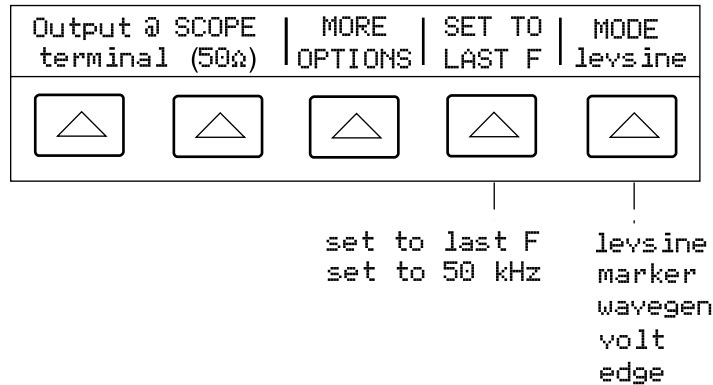 Output @ SCOPE
terminal (50Ω)
MORE
OPTIONS
SET TO
LAST F
MODE
levsine
set to last F
set to 50 kHz
levsine
marker
wavegen
volt
edge